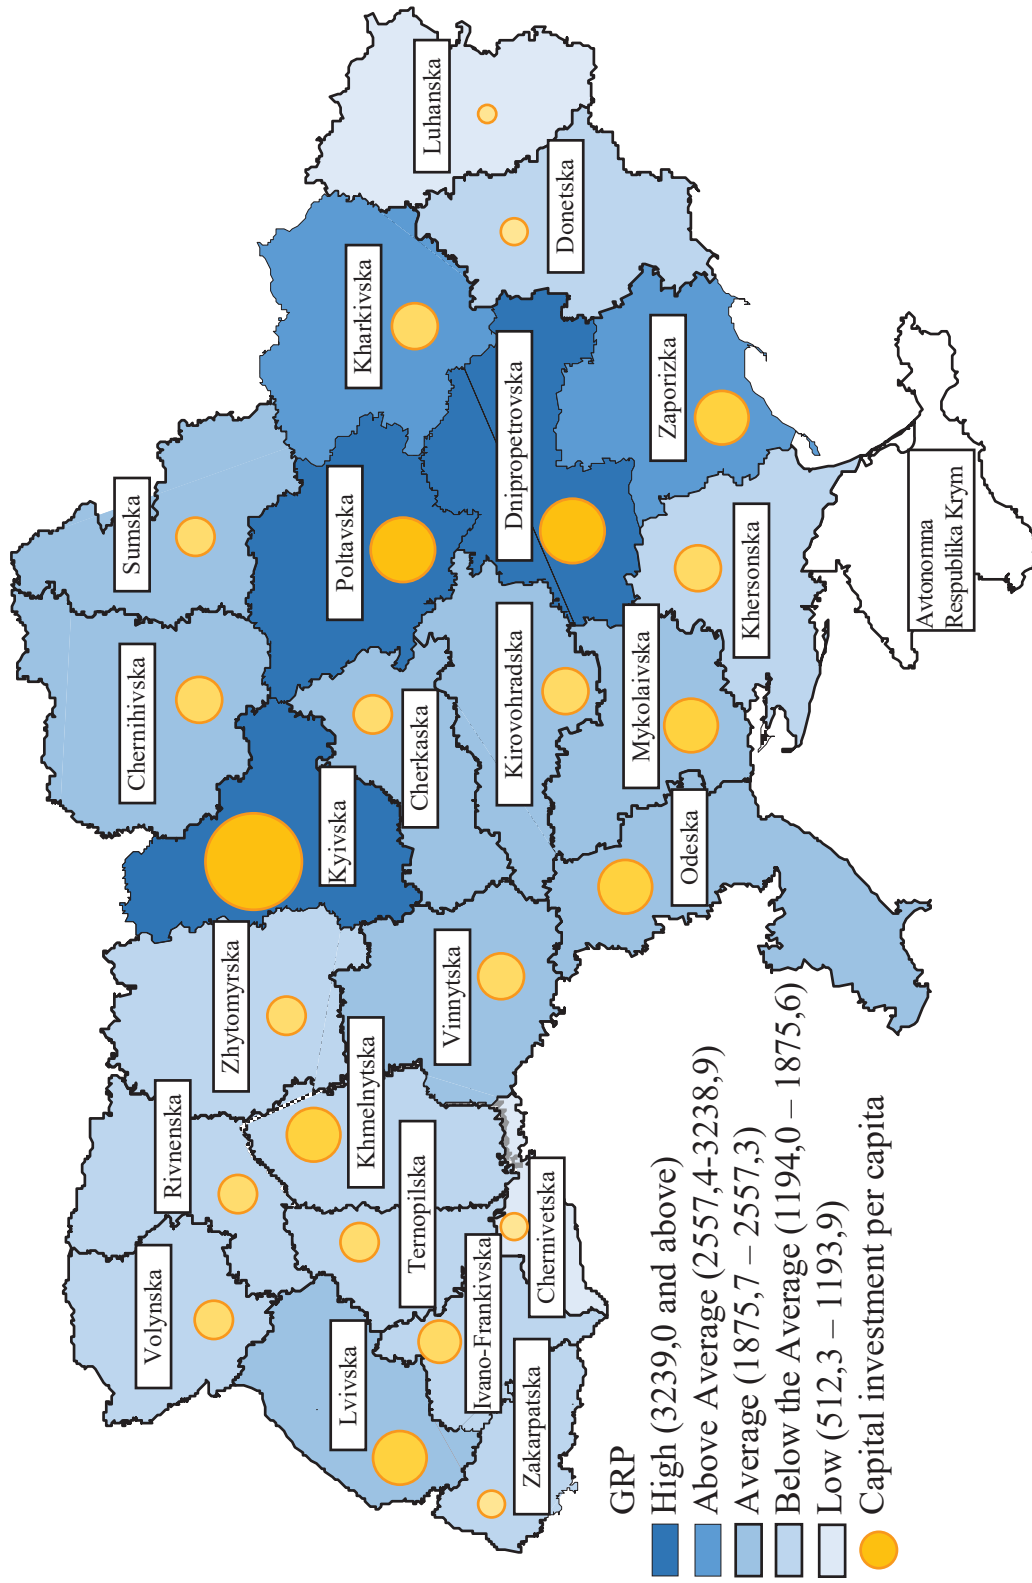 Volynska
Rivnenska
Zhytomyrska
Chernihivska
Sumska
Kyivska
Lvivska
Khmelnytska
Ternopilska
Vinnytska
Cherkaska
Poltavska
Kharkivska
Luhanska
Ivano-Frankivska
Zakarpatska
Chernivetska
Kirovohradska
Dnipropetrovska
Donetska
Odeska
Mykolaivska
Zaporizka
Khersonska
Avtonomna
Respublika Krym
GRP
High (3239,0 and above)
Above Average (2557,4-3238,9)
Average (1875,7 – 2557,3)
Below the Average (1194,0 – 1875,6)
Low (512,3 – 1193,9)
Capital investment per capita